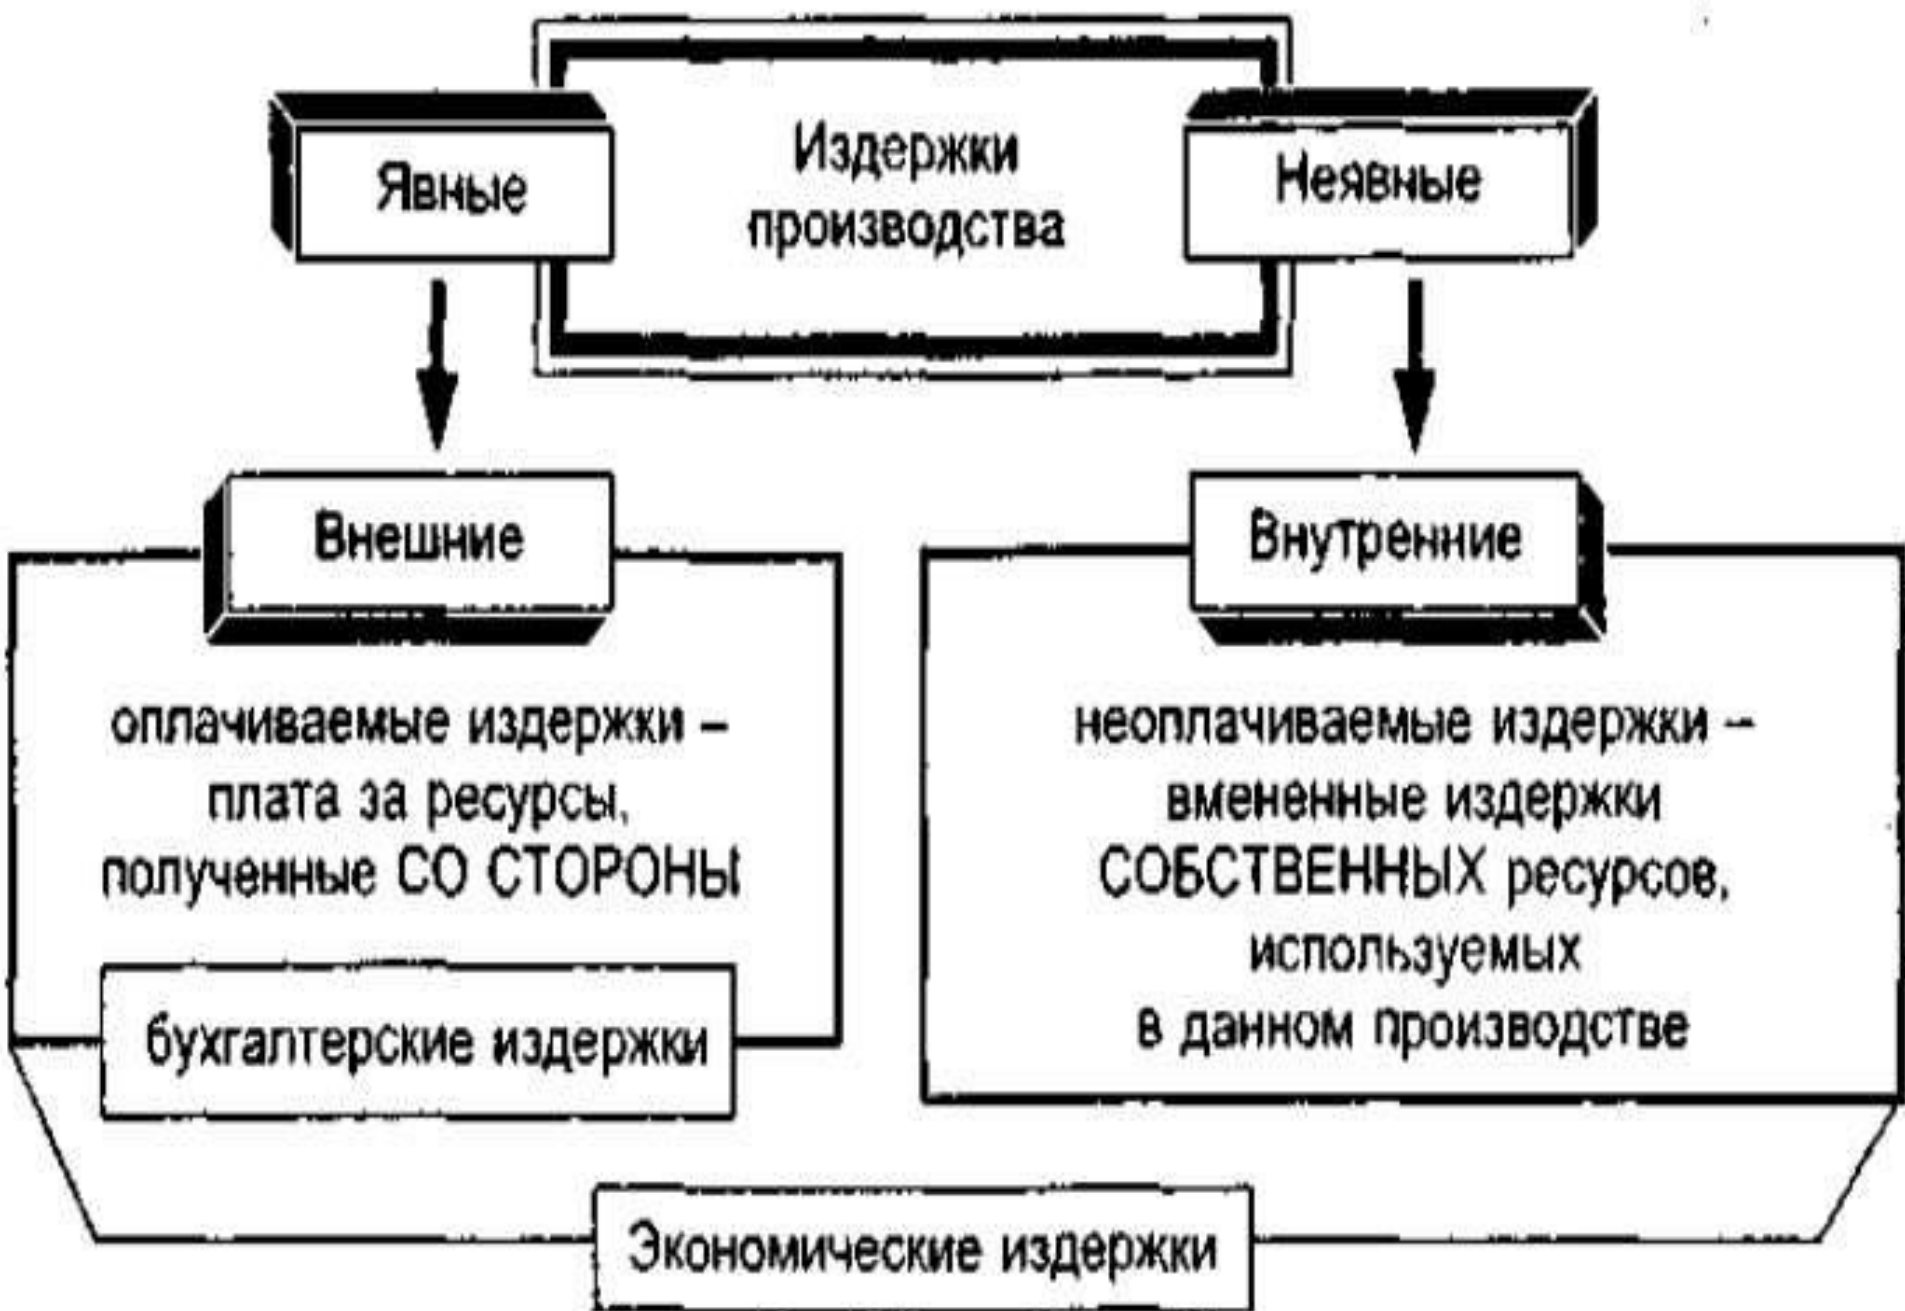 Издержки
производства
Явные
Неявные
Внешние
Внутренние
оплачиваемые издержки –
плата за ресурсы,
полученные СО СТОРОНЫ
бухгалтерские издержки
неоплачиваемые издержки –
вмененные издержки
СОБСТВЕННЫХ ресурсов,
используемых
в данном производстве
Экономические издержки